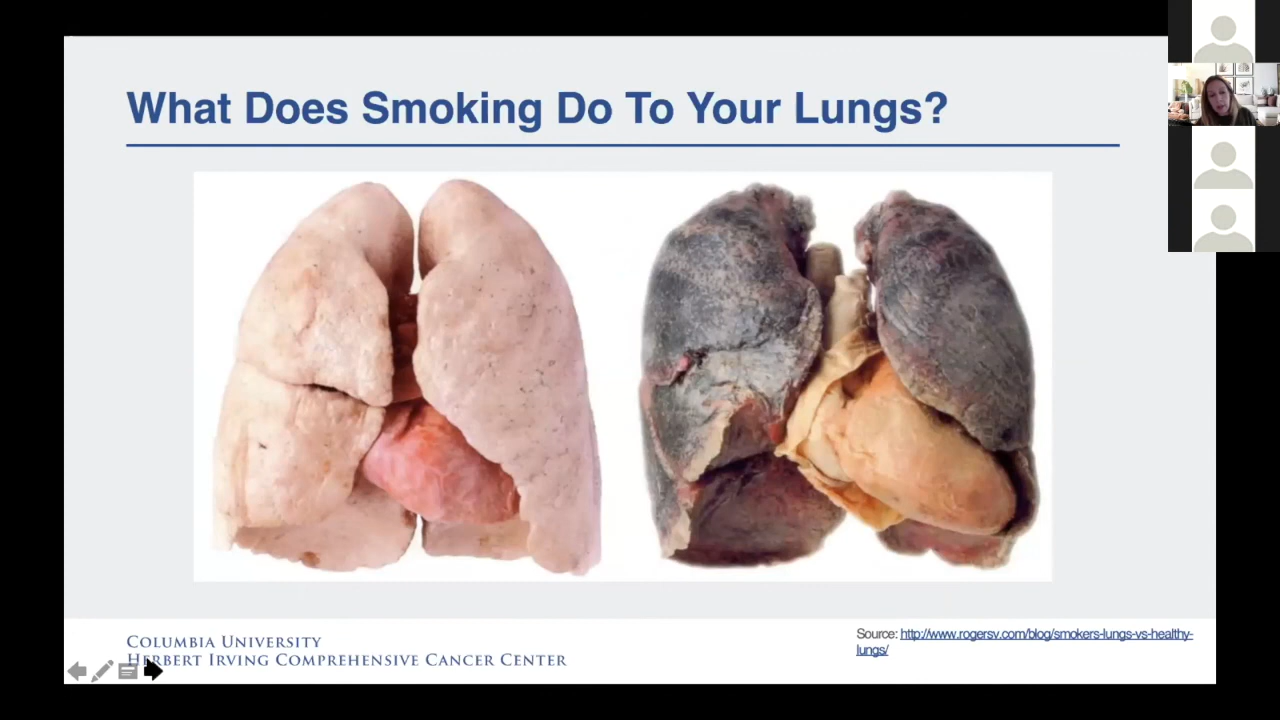 What Does Smoking Do To Your Lungs?
COLUMBIA UNIVERSITY
HERBERT IRVING COMPREHENSIVE CANCER CENTER
Source: http://www.rogersv.com/blog/smokers-lungs-vs-healthy-
lungs/